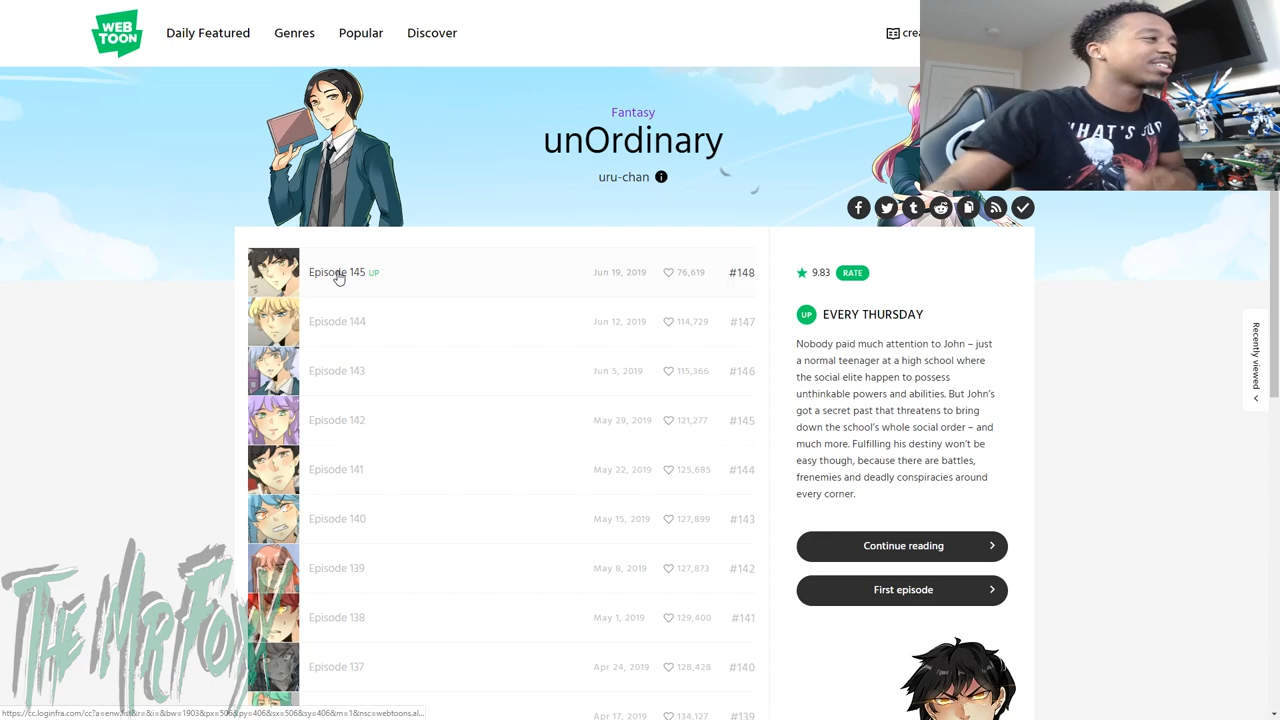 WEB
TOON
Daily Featured
Genres
Popular
Discover
Fantasy
unOrdinary
uru-chan
WHAT'S
Episode 145 UP
Jun 19, 2019
76,619
#148
Episode 144
Jun 12, 2019
114,729
#147
Episode 143
Jun 5, 2019
115,366
#146
Episode 142
May 29, 2019
121,277
#145
Episode 141
May 22, 2019
125,685
#144
Episode 140
May 15, 2019
127,899
#143
Episode 139
May 8, 2019
127,873
#142
Episode 138
May 1, 2019
129,400
#141
Episode 137
Apr 24, 2019
128,428
#140
Apr 17, 2019
134,127
#139
9.83
RATE
UP
EVERY THURSDAY
Nobody paid much attention to John – just
a normal teenager at a high school where
the social elite happen to possess
unthinkable powers and abilities. But John's
got a secret past that threatens to bring
down the school's whole social order – and
much more. Fulfilling his destiny won't be
easy though, because there are battles,
frenemies and deadly conspiracies around
every corner.
Continue reading
First episode
Recently viewed
THE MR FOXX